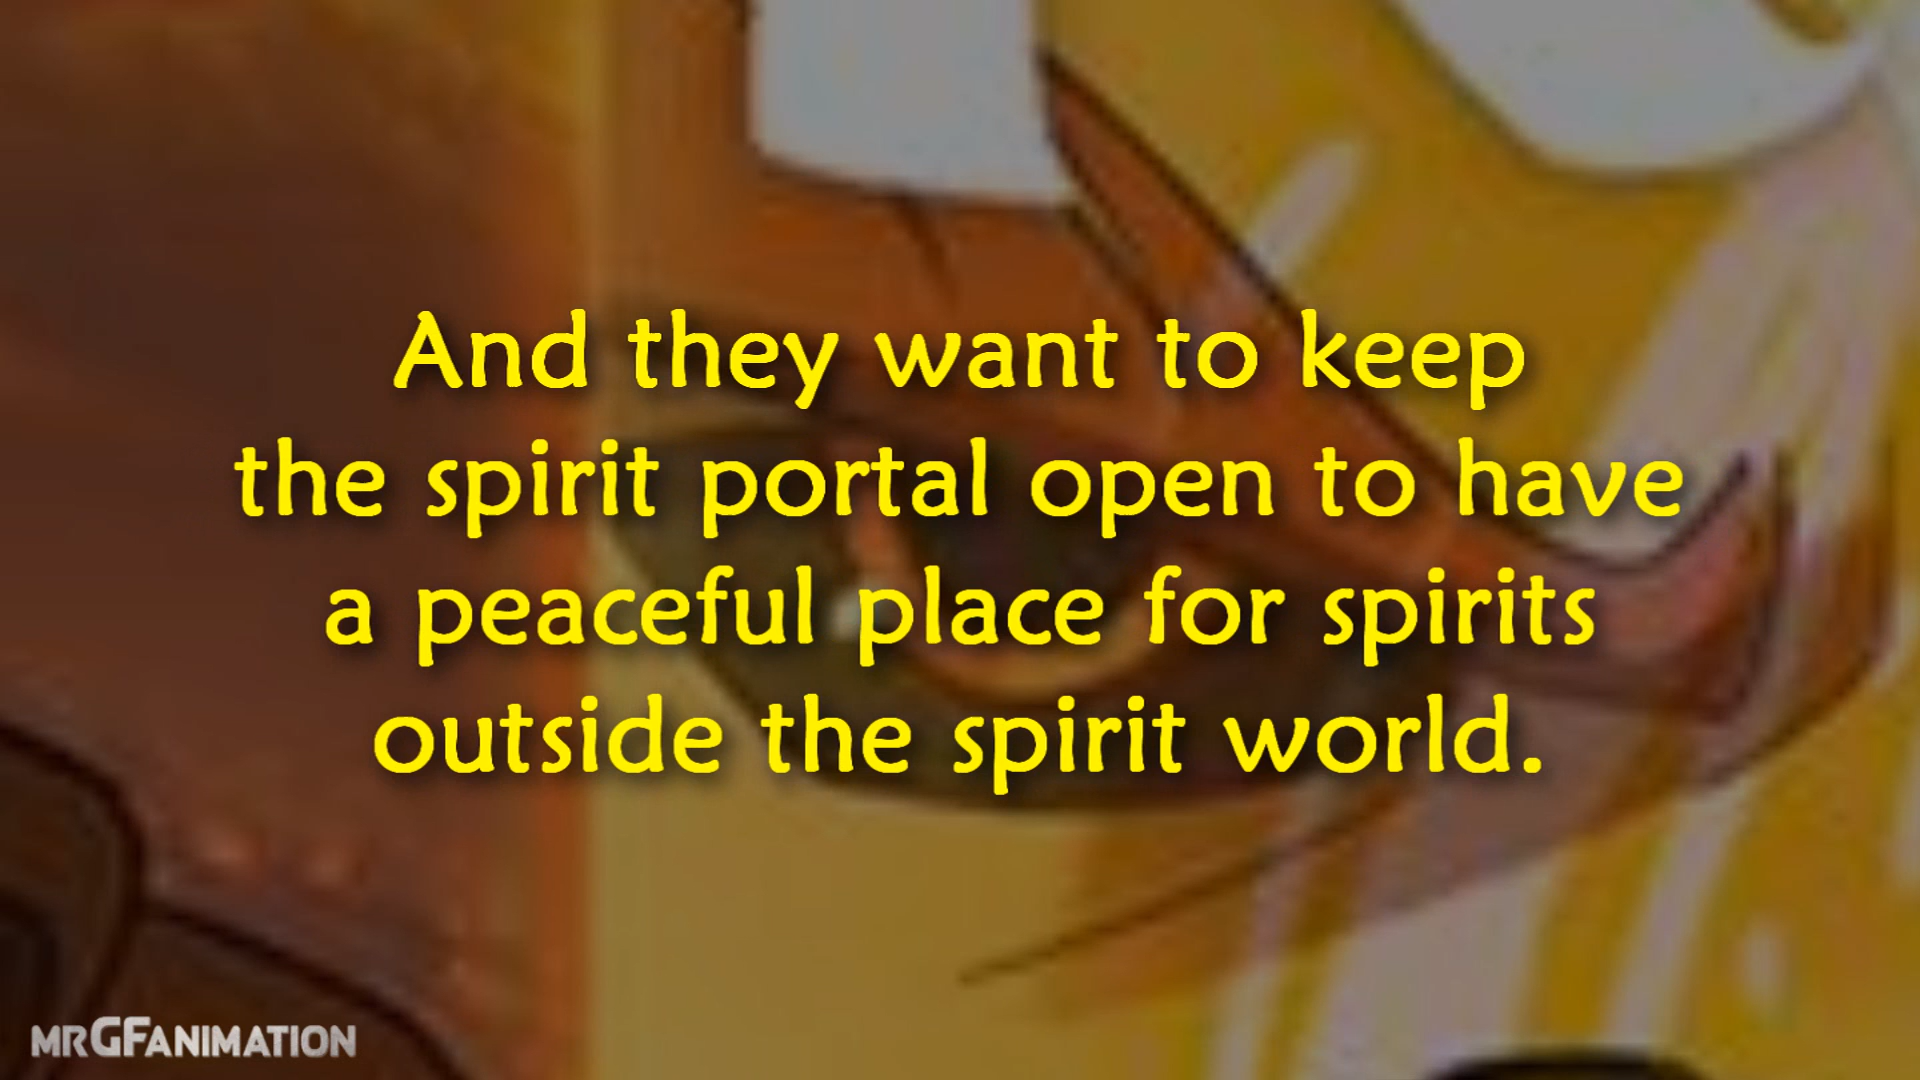 And they want to keep
the spirit portal open to have
a peaceful place for spirits
outside the spirit world.
MRGFANIMATION